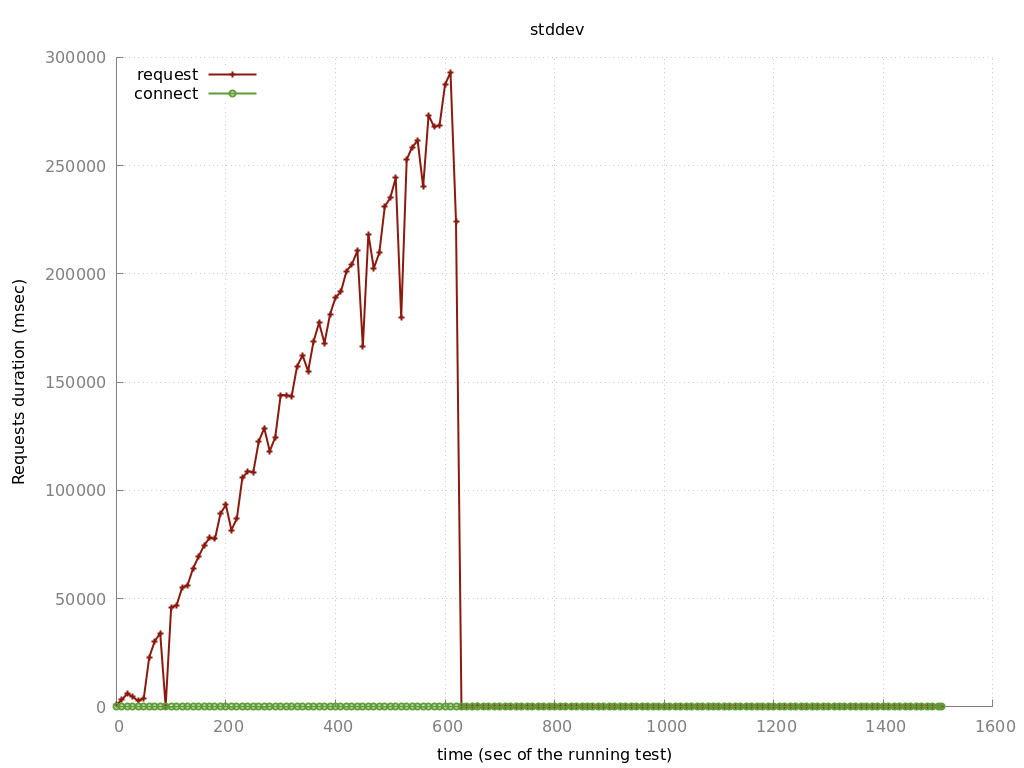 stddev
300000
request
connect
250000
200000
150000
100000
50000
0
Requests duration (msec)
0 200 400 600 800 1000 1200 1400 1600
time (sec of the running test)